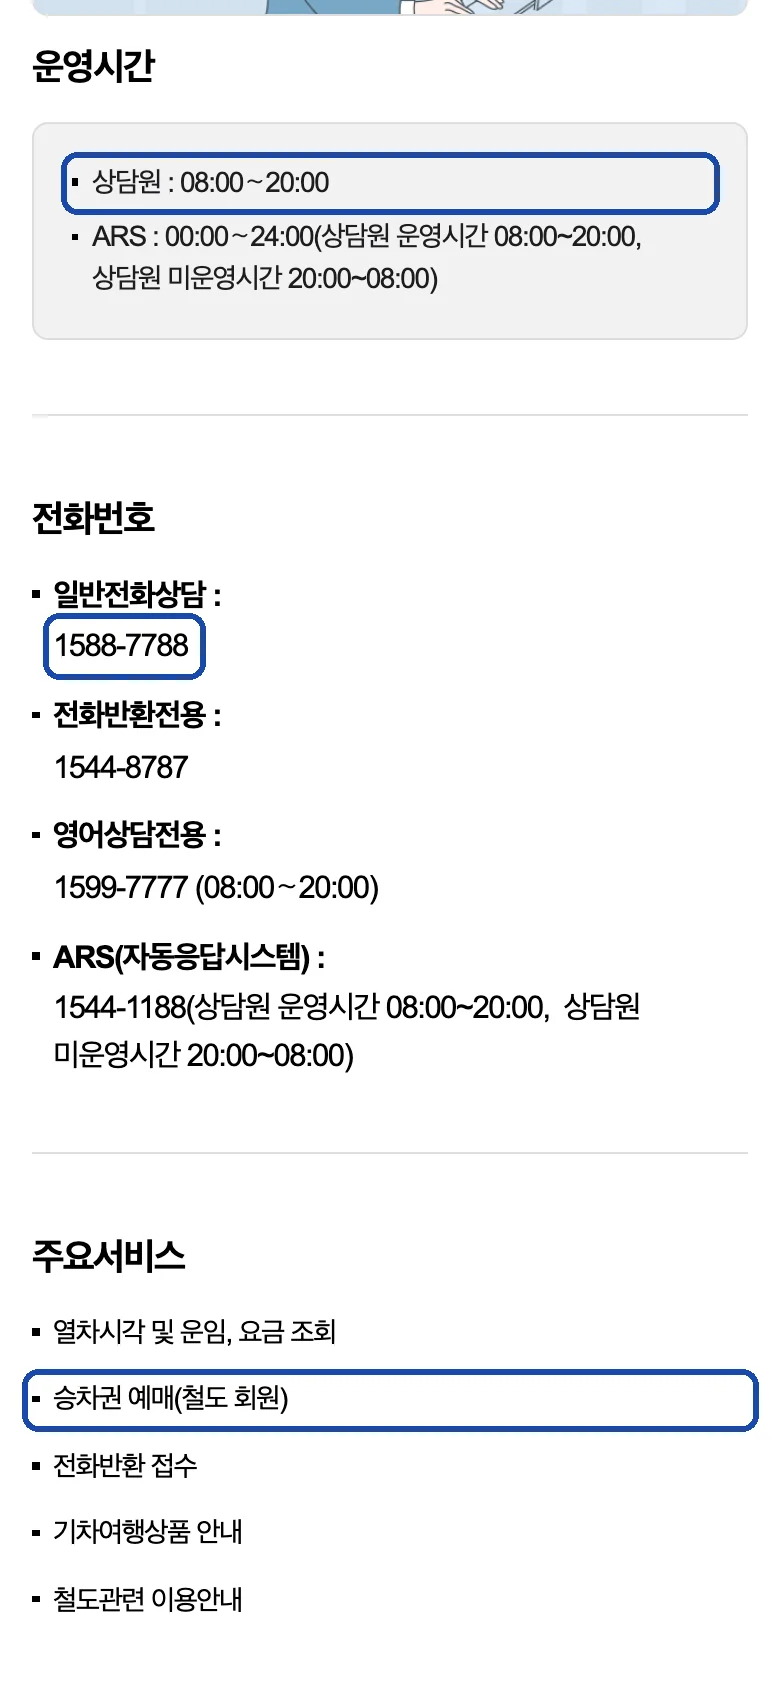 운영시간
▪ 상담원 : 08:00~20:00
▪ ARS : 00:00~24:00(상담원 운영시간 08:00~20:00,
상담원 미운영시간 20:00~08:00)
전화번호
▪ 일반전화상담 :
1588-7788
▪ 전화반환전용 :
1544-8787
▪ 영어상담전용 :
1599-7777 (08:00~20:00)
▪ ARS(자동응답시스템) :
1544-1188(상담원 운영시간 08:00~20:00, 상담원
미운영시간 20:00~08:00)
주요서비스
▪ 열차시각 및 운임, 요금 조회
▪ 승차권 예매(철도 회원)
▪ 전화반환 접수
▪ 기차여행상품 안내
▪ 철도관련 이용안내